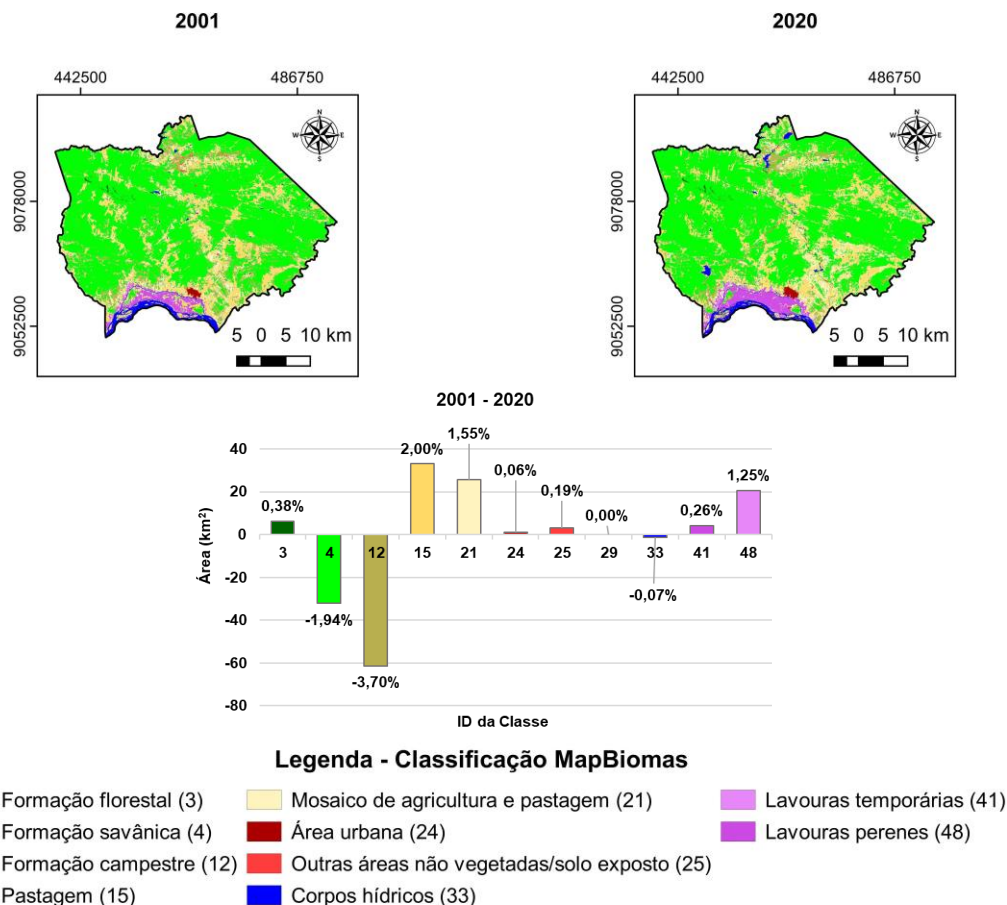 2001
2020
442500 486750
442500 486750
N
W E
S
N
W E
S
9078000
9052500
9078000
9052500
5 0 5 10 km
5 0 5 10 km
2001 - 2020
Área (km²)
40
20
0
-20
-40
-60
-80
0,38%
-1,94%
-3,70%
2,00%
1,55%
0,06%
0,19%
0,00%
-0,07%
0,26%
1,25%
3 4 12 15 21 24 25 29 33 41 48
ID da Classe
Legenda - Classificação MapBiomas
Formação florestal (3)
Mosaico de agricultura e pastagem (21)
Lavouras temporárias (41)
Formação savânica (4)
Área urbana (24)
Lavouras perenes (48)
Formação campestre (12)
Outras áreas não vegetadas/solo exposto (25)
Pastagem (15)
Corpos hídricos (33)